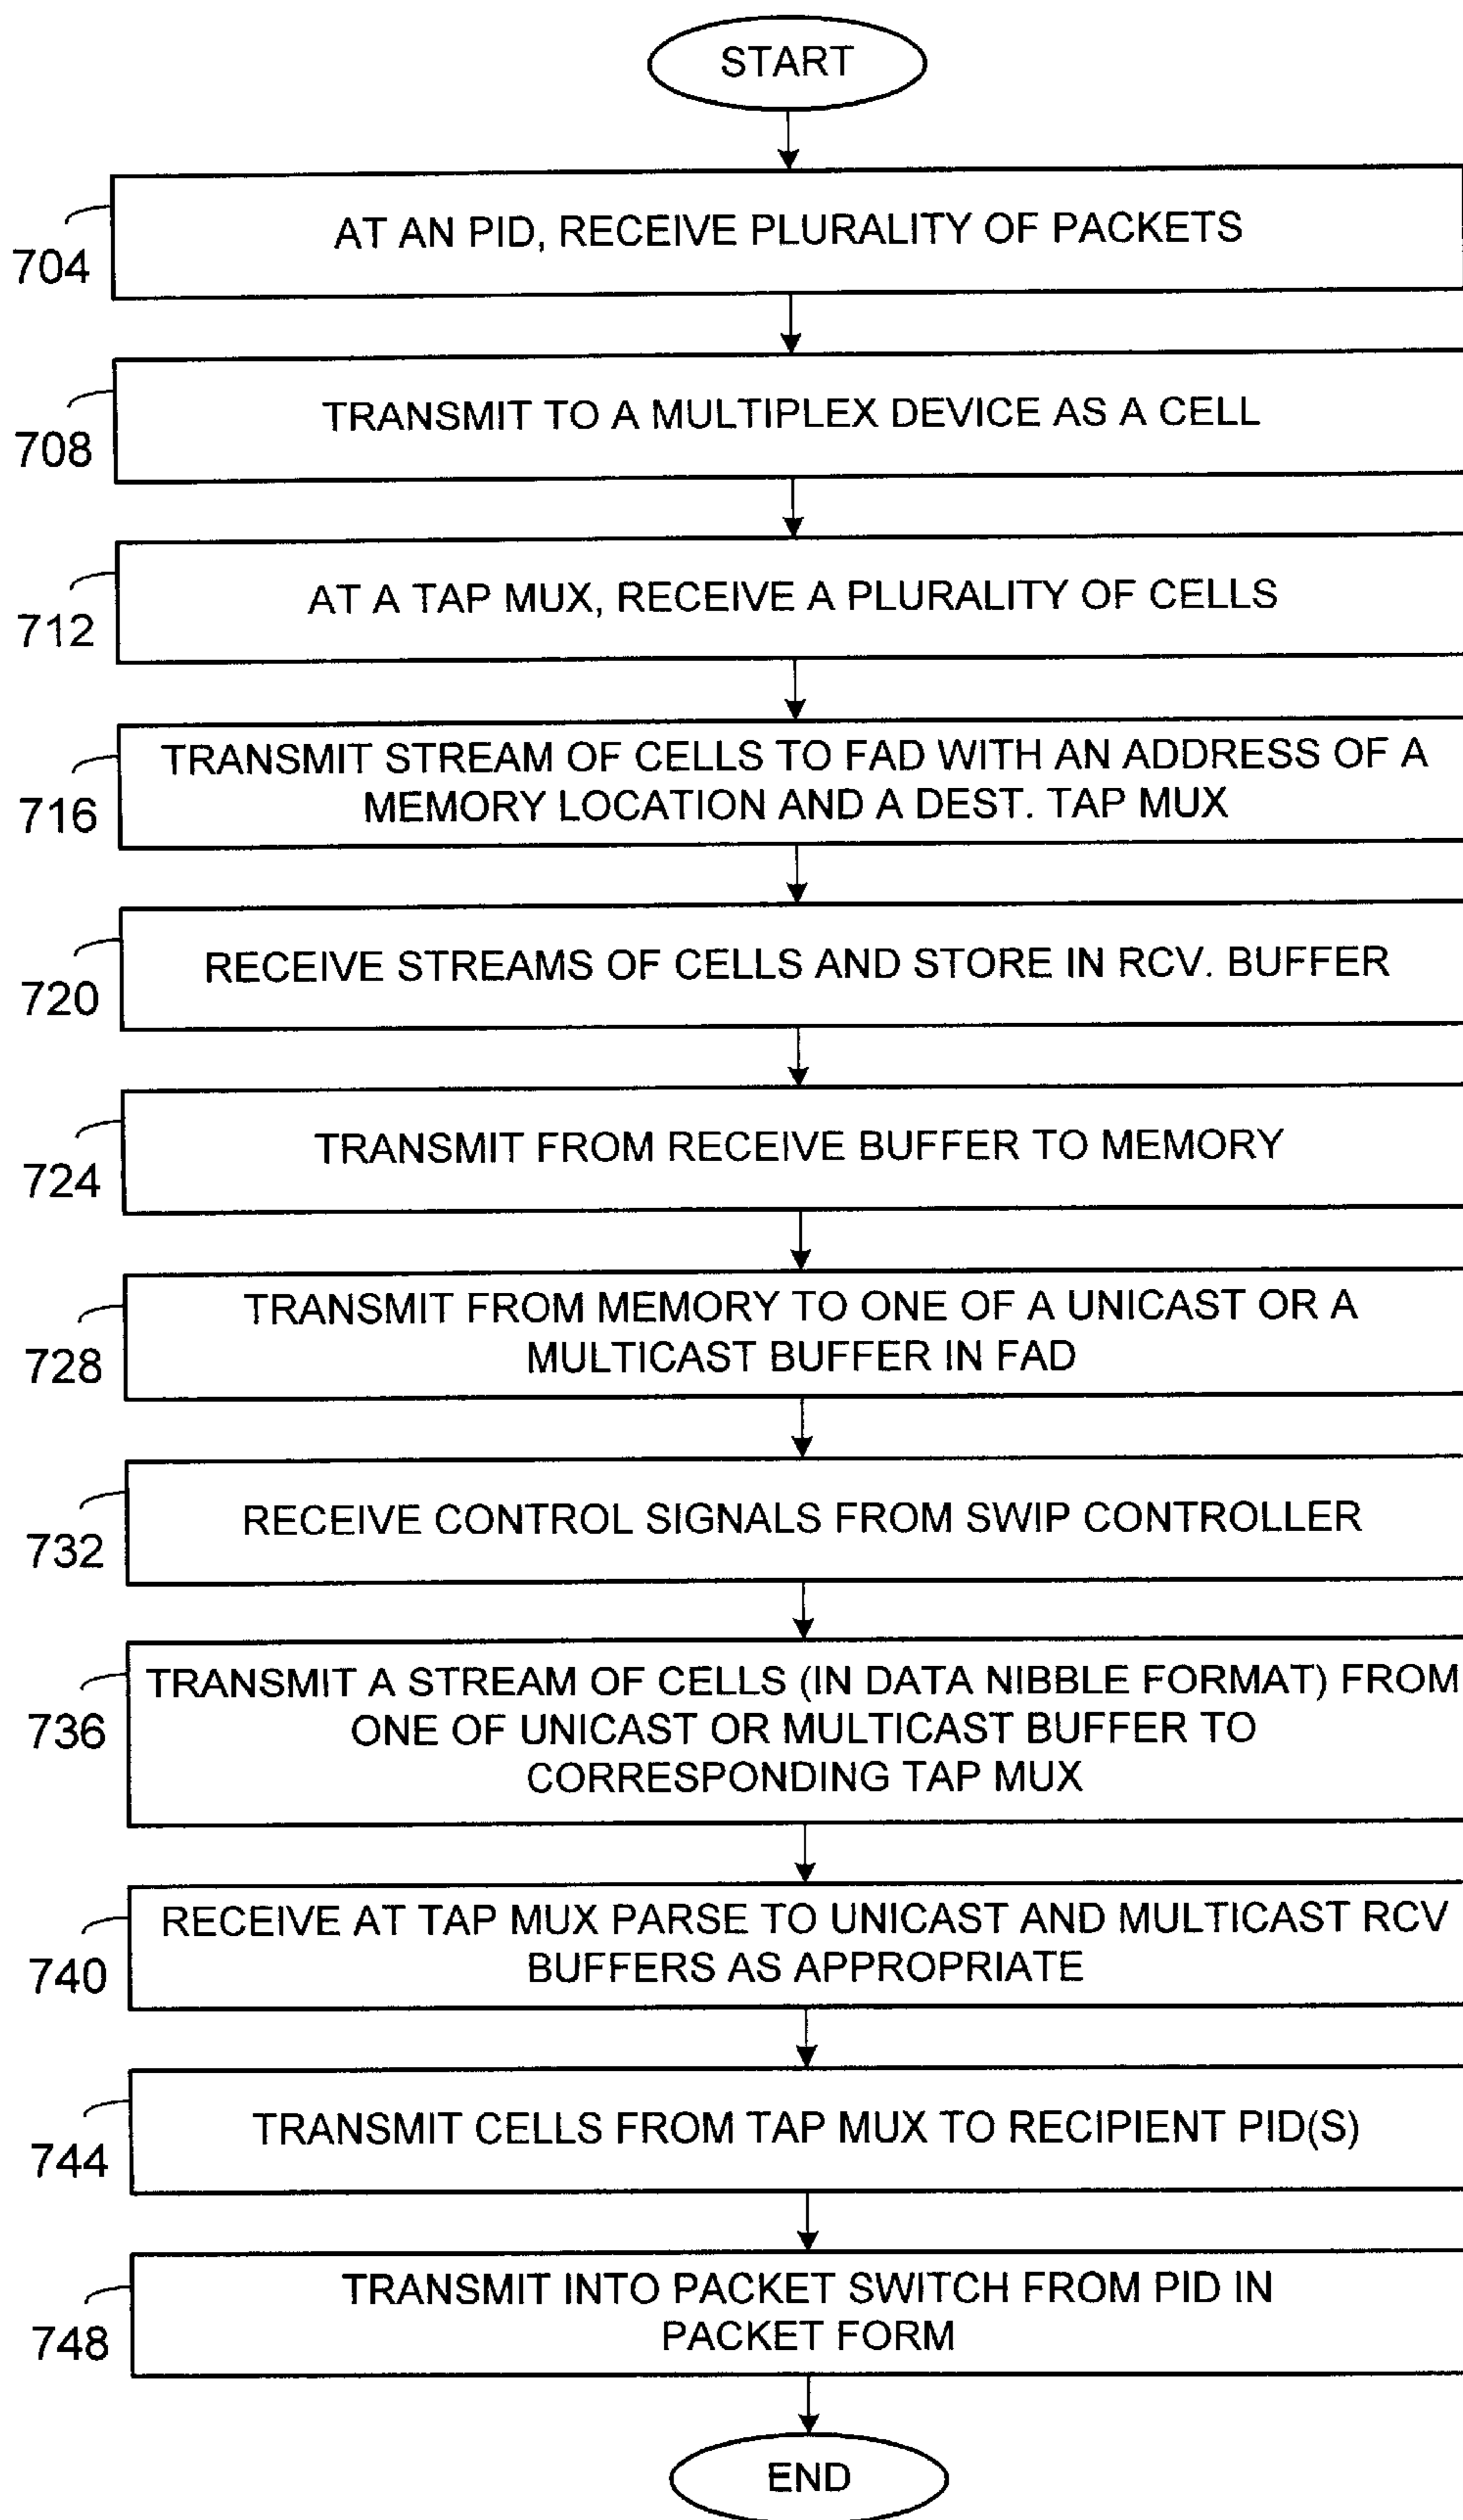 START
704
AT AN PID, RECEIVE PLURALITY OF PACKETS
708
TRANSMIT TO A MULTIPLEX DEVICE AS A CELL
712
AT A TAP MUX, RECEIVE A PLURALITY OF CELLS
716
TRANSMIT STREAM OF CELLS TO FAD WITH AN ADDRESS OF A
MEMORY LOCATION AND A DEST. TAP MUX
720
RECEIVE STREAMS OF CELLS AND STORE IN RCV. BUFFER
724
TRANSMIT FROM RECEIVE BUFFER TO MEMORY
728
TRANSMIT FROM MEMORY TO ONE OF A UNICAST OR A
MULTICAST BUFFER IN FAD
732
RECEIVE CONTROL SIGNALS FROM SWIP CONTROLLER
736
TRANSMIT A STREAM OF CELLS (IN DATA NIBBLE FORMAT) FROM
ONE OF UNICAST OR MULTICAST BUFFER TO
CORRESPONDING TAP MUX
740
RECEIVE AT TAP MUX PARSE TO UNICAST AND MULTICAST RCV
BUFFERS AS APPROPRIATE
744
TRANSMIT CELLS FROM TAP MUX TO RECIPIENT PID(S)
748
TRANSMIT INTO PACKET SWITCH FROM PID IN
PACKET FORM
END